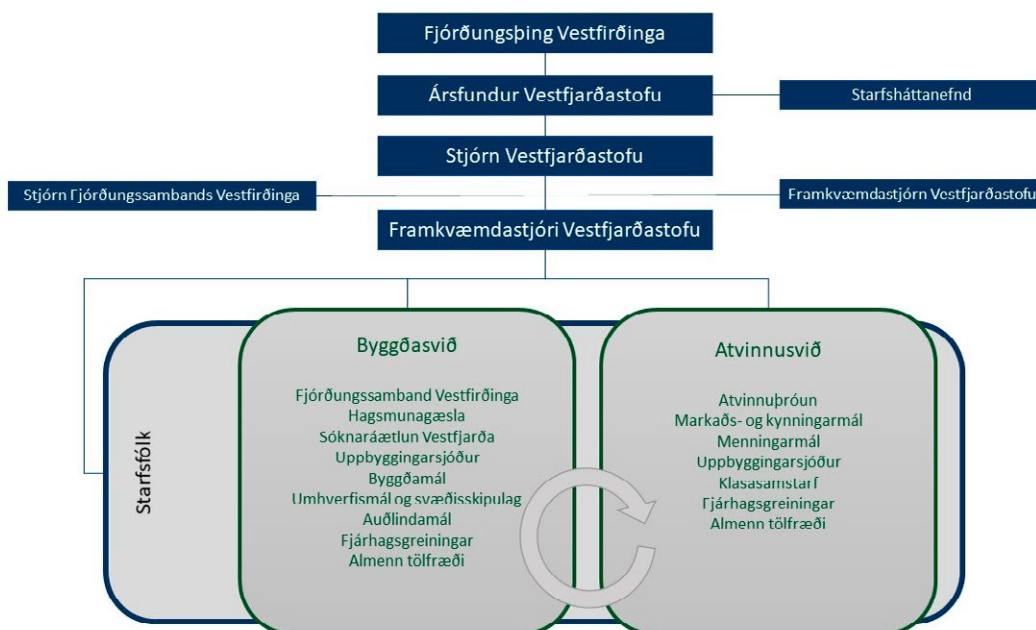 Fjórðungsþing Vestfirðinga
Ársfundur Vestfjarðastofu
Starfsháttanefnd
Stjórn Vestfjarðastofu
Stjórn Fjórðungssambands Vestfirðinga
Framkvæmdastjórn Vestfjarðastofu
Framkvæmdastjóri Vestfjarðastofu
Starfsfólk
Byggðasvið
Fjórðungssamband Vestfirðinga
Hagsmunagæsla
Sóknaráætlun Vestfjarða
Uppbyggingarsjóður
Byggðamál
Umhverfismál og svæðisskipulag
Auðlindamál
Fjárhagsgreiningar
Almenn tölfræði
Atvinnusvið
Atvinnuþróun
Markaðs- og kynningarmál
Menningarmál
Uppbyggingarsjóður
Klasasamstarf
Fjárhagsgreiningar
Almenn tölfræði